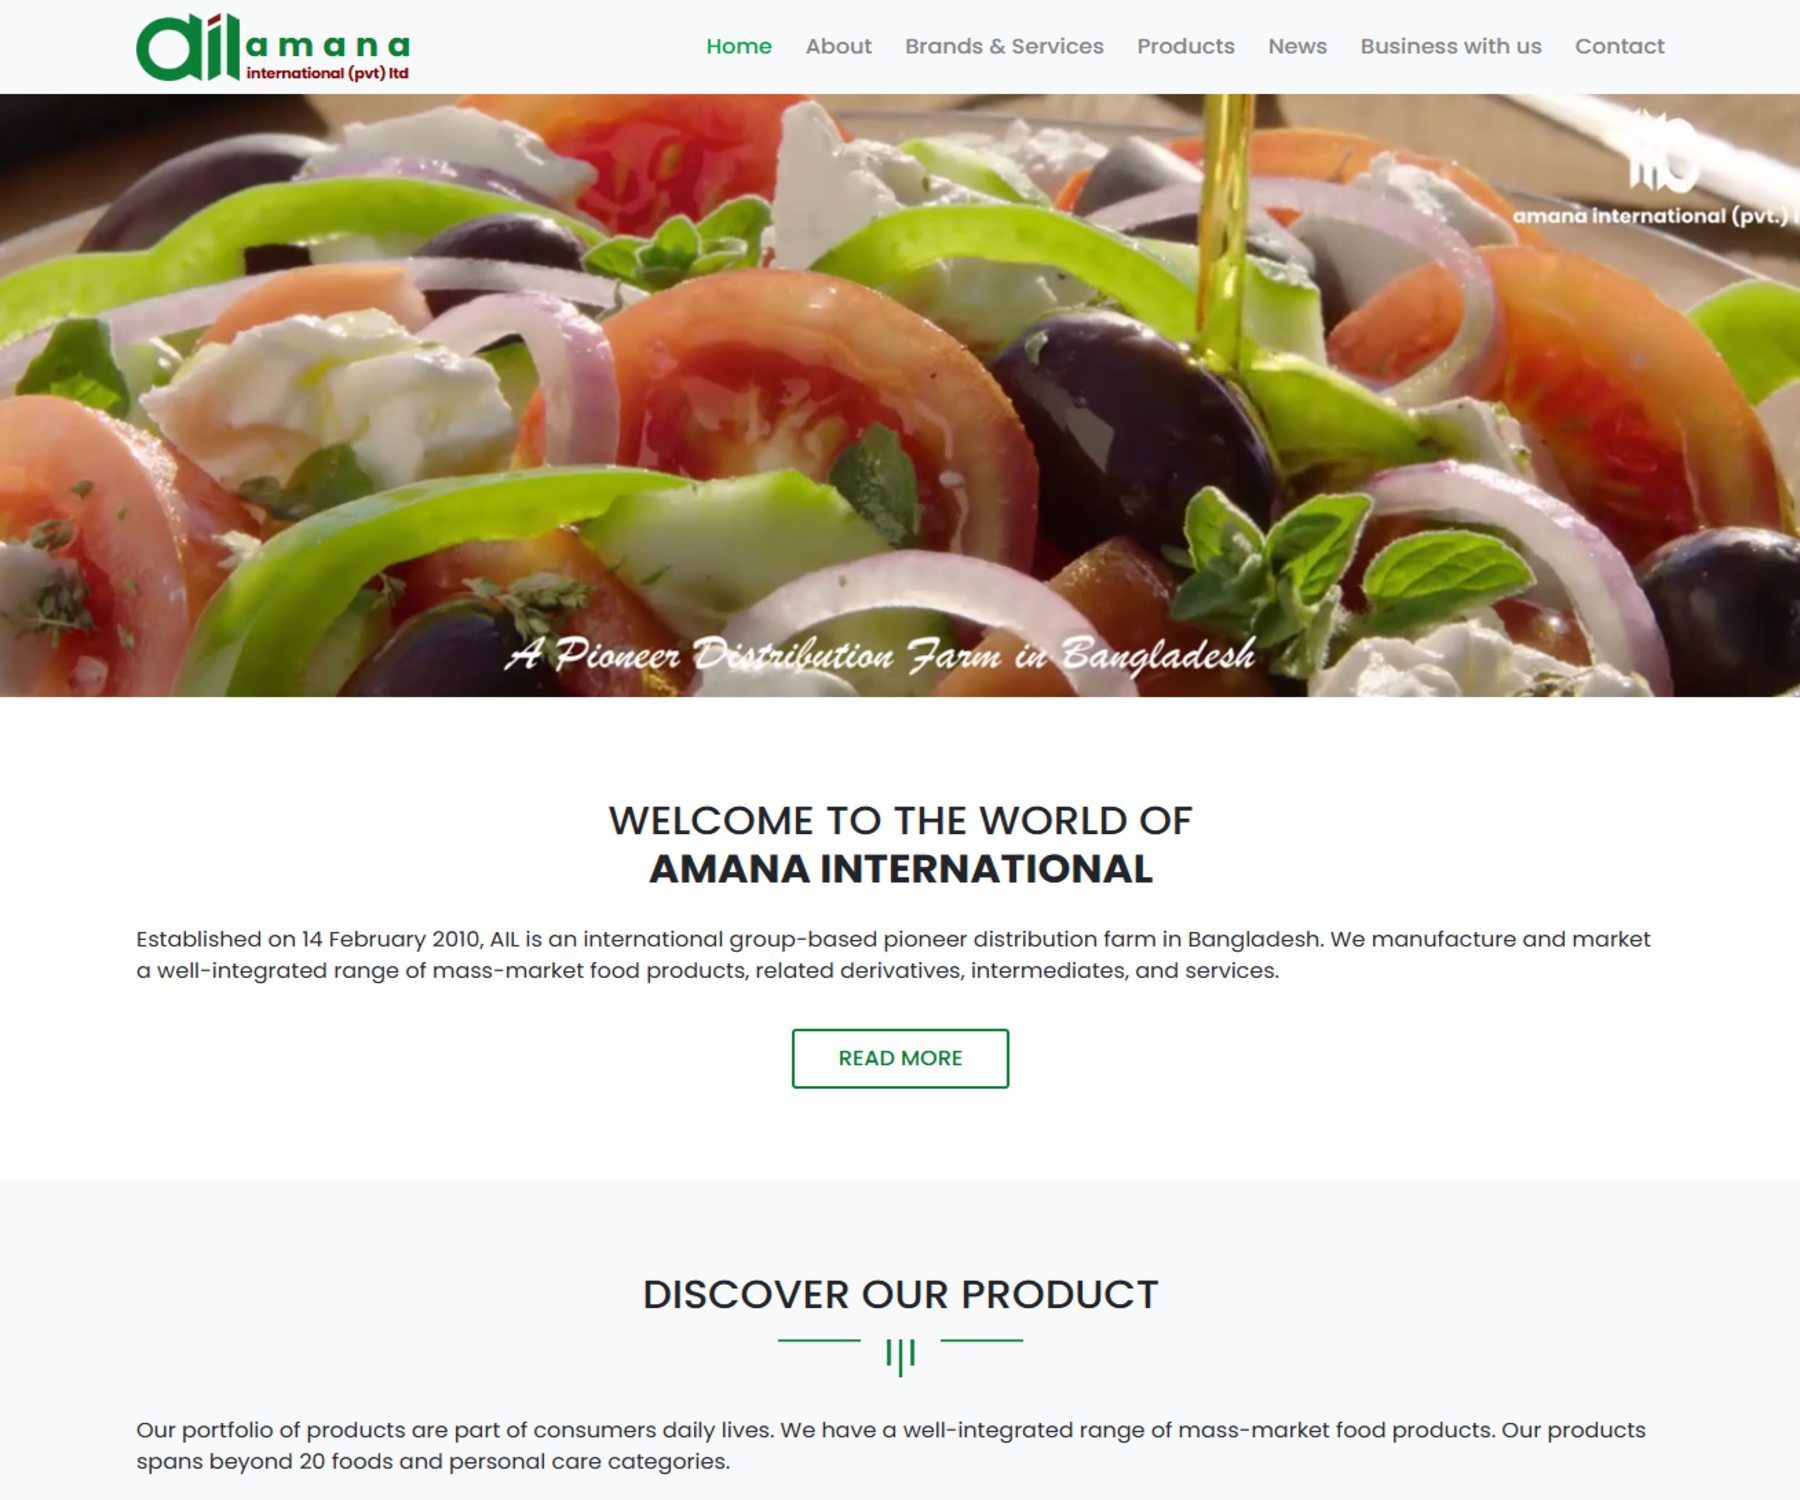 ail amana
international (pvt) ltd
Home About Brands & Services Products News Business with us Contact
amana international (pvt.)
A Pioneer Distribution Farm in Bangladesh
WELCOME TO THE WORLD OF
AMANA INTERNATIONAL
Established on 14 February 2010, AIL is an international group-based pioneer distribution farm in Bangladesh. We manufacture and market
a well-integrated range of mass-market food products, related derivatives, intermediates, and services.
READ MORE
DISCOVER OUR PRODUCT
Our portfolio of products are part of consumers daily lives. We have a well-integrated range of mass-market food products. Our products
spans beyond 20 foods and personal care categories.